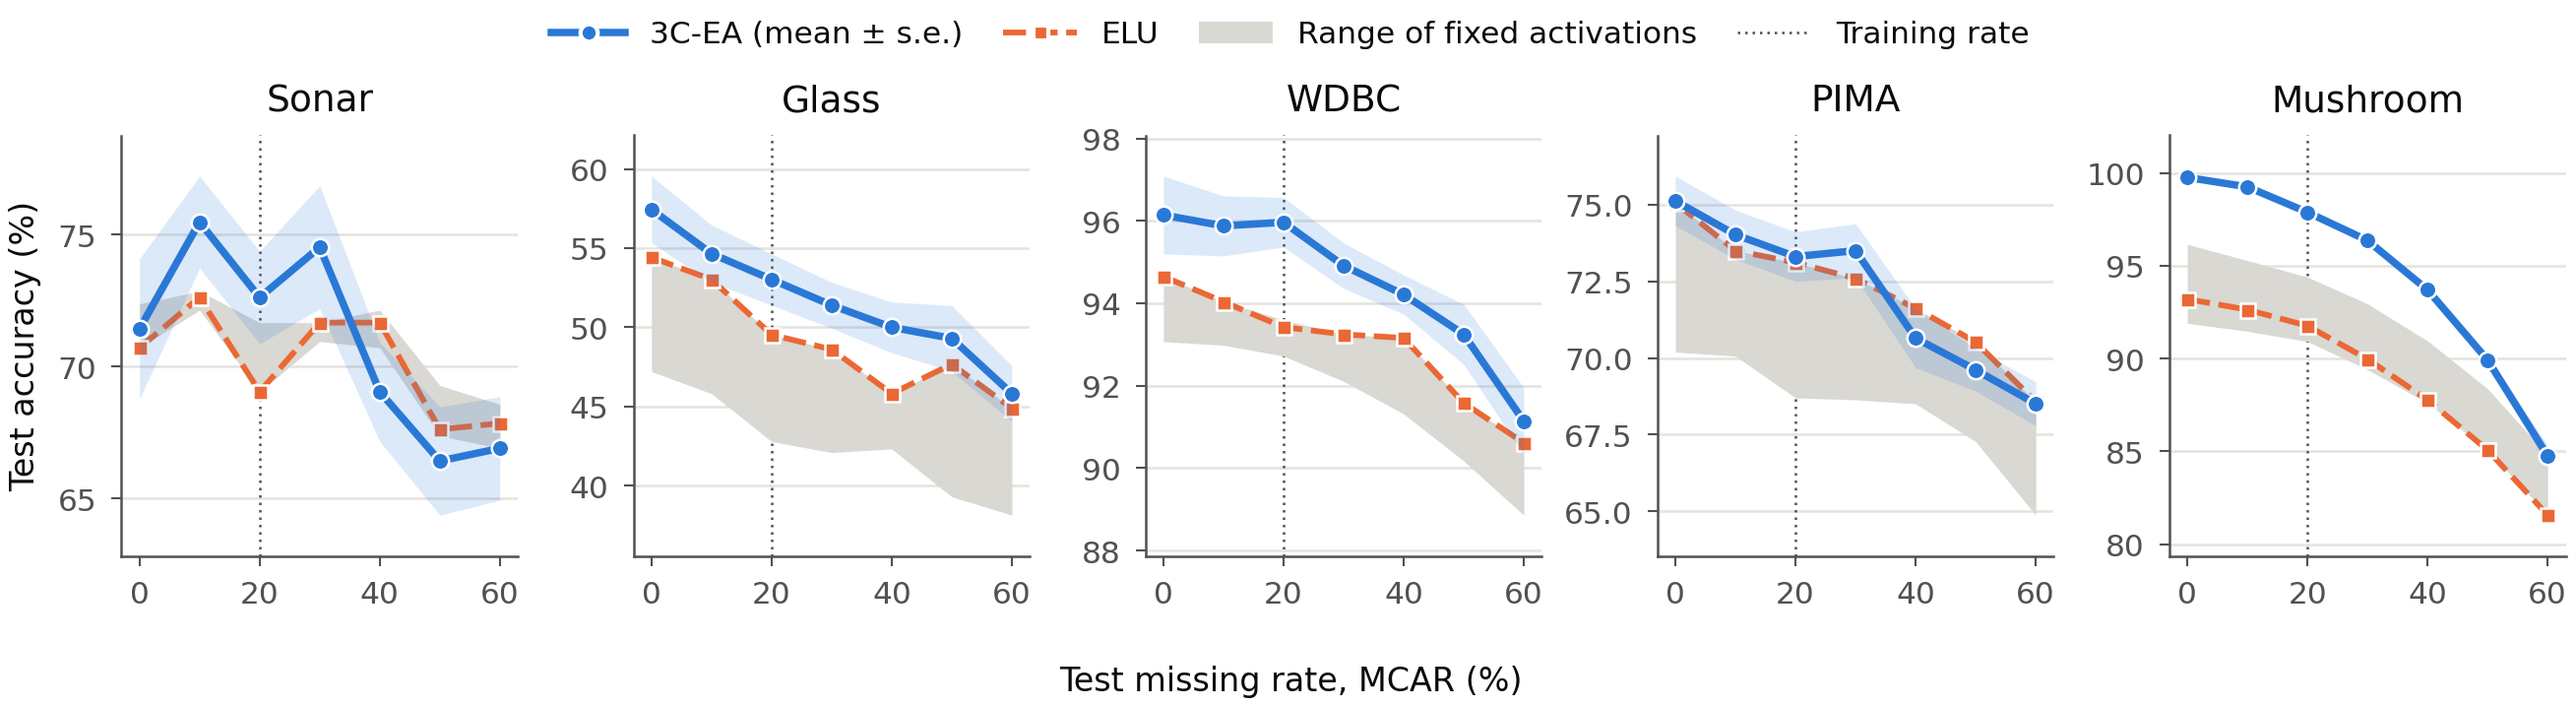 3C-EA (mean ± s.e.) ELU Range of fixed activations Training rate
Sonar Glass WDBC PIMA Mushroom
Test accuracy (%)
75
70
65
0 20 40 60
60
55
50
45
40
0 20 40 60
98
96
94
92
90
88
0 20 40 60
75.0
72.5
70.0
67.5
65.0
0 20 40 60
100
95
90
85
80
0 20 40 60
Test missing rate, MCAR (%)